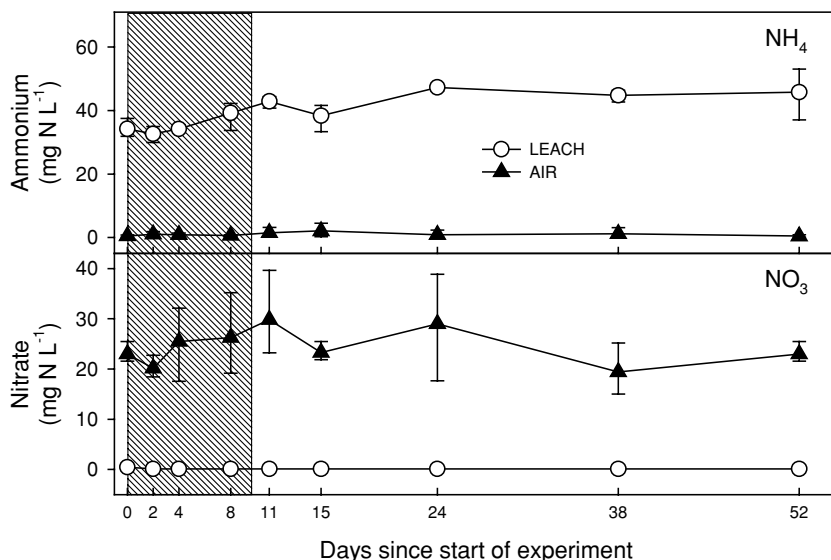 NH₄
60
40
20
0
Ammonium
(mg N L⁻¹)
LEACH
AIR
NO₃
40
30
20
10
0
Nitrate
(mg N L⁻¹)
0 2 4 8 11 15 24 38 52
Days since start of experiment